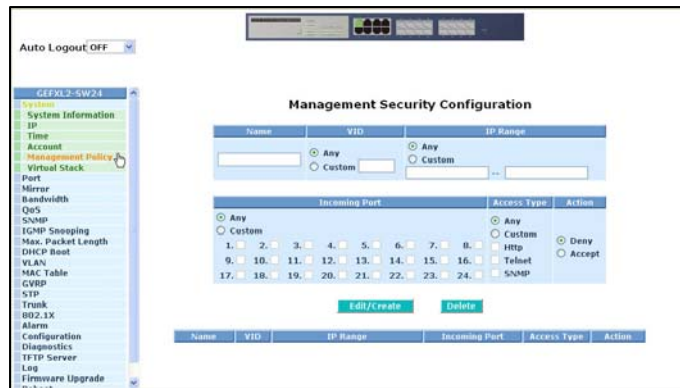 Auto Logout OFF
GEFXL2-SW24
System
System Information
IP
Time
Account
Management Policy
Virtual Stack
Port
Mirror
Bandwidth
QoS
SNMP
IGMP Snooping
Max. Packet Length
DHCP Boot
VLAN
MAC Table
GVRP
STP
Trunk
802.1X
Alarm
Configuration
Diagnostics
TFTP Server
Log
Firmware Upgrade
Reboot
Management Security Configuration
Name VID IP Range
Any
Custom
Any
Custom
--
Incoming Port Access Type Action
Any
Custom
1. 2. 3. 4. 5. 6. 7. 8.
9. 10. 11. 12. 13. 14. 15. 16.
17. 18. 19. 20. 21. 22. 23. 24.
Any
Custom
Http
Telnet
SNMP
Deny
Accept
Edit/Create Delete
Name VID IP Range Incoming Port Access Type Action